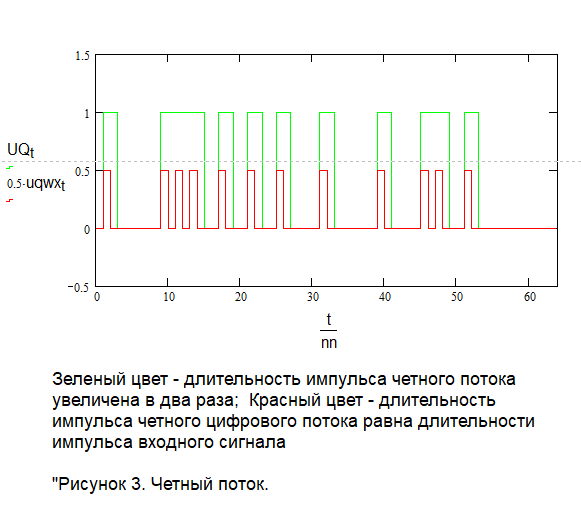 1.5
1
UQt
0.5
0.5·uqwxt
0
−0.5
0 10 20 30 40 50 60
t
nn
Зеленый цвет - длительность импульса четного потока
увеличена в два раза; Красный цвет - длительность
импульса четного цифрового потока равна длительности
импульса входного сигнала
"Рисунок 3. Четный поток.